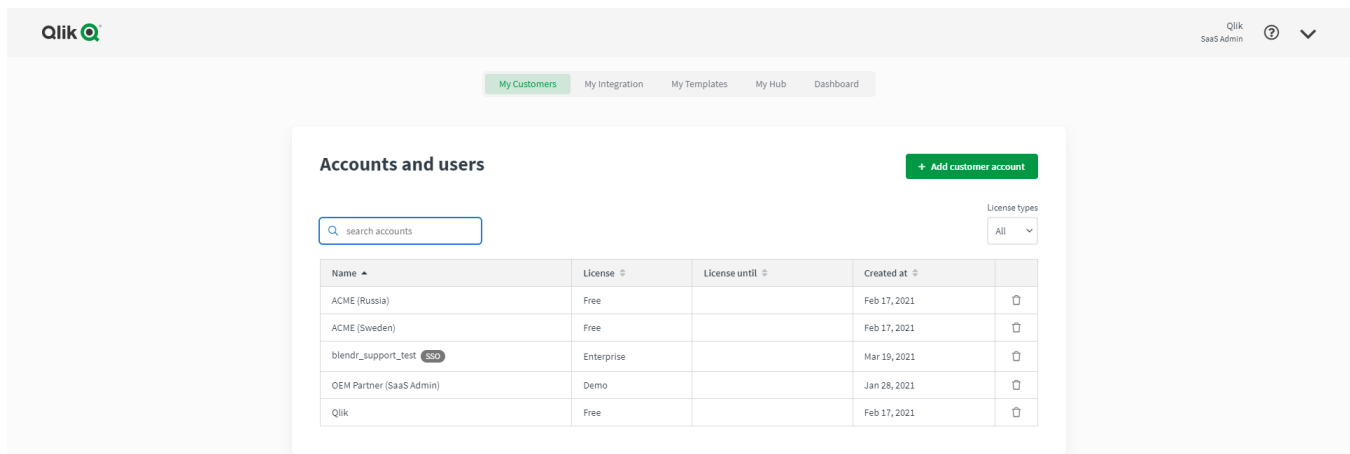 Qlik
Qlik
SaaS Admin
My Customers My Integration My Templates My Hub Dashboard
Accounts and users
+ Add customer account
License types
search accounts
All
Name License License until Created at
ACME (Russia) Free Feb 17, 2021
ACME (Sweden) Free Feb 17, 2021
blendr_support_test SSO Enterprise Mar 19, 2021
OEM Partner (SaaS Admin) Demo Jan 28, 2021
Qlik Free Feb 17, 2021